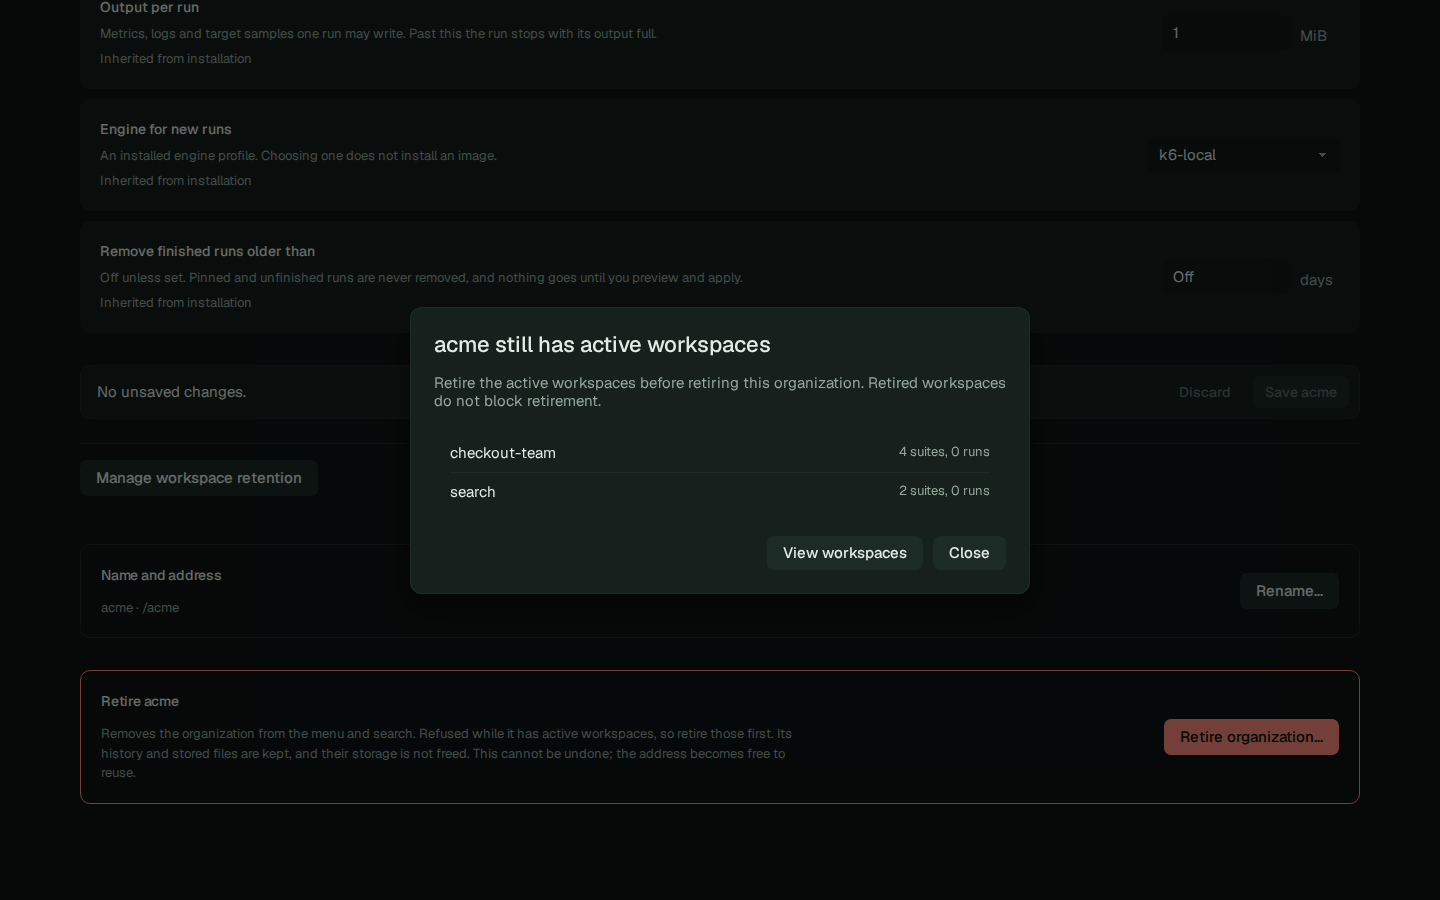 Output per run
Metrics, logs and target samples one run may write. Past this the run stops with its output full.
Inherited from installation
1
MiB
Engine for new runs
An installed engine profile. Choosing one does not install an image.
Inherited from installation
k6-local
Remove finished runs older than
Off unless set. Pinned and unfinished runs are never removed, and nothing goes until you preview and apply.
Inherited from installation
Off
days
acme still has active workspaces
Retire the active workspaces before retiring this organization. Retired workspaces
do not block retirement.
checkout-team
4 suites, 0 runs
search
2 suites, 0 runs
View workspaces
Close
No unsaved changes.
Discard
Save acme
Manage workspace retention
Name and address
acme · /acme
Rename...
Retire acme
Removes the organization from the menu and search. Refused while it has active workspaces, so retire those first. Its
history and stored files are kept, and their storage is not freed. This cannot be undone; the address becomes free to
reuse.
Retire organization...